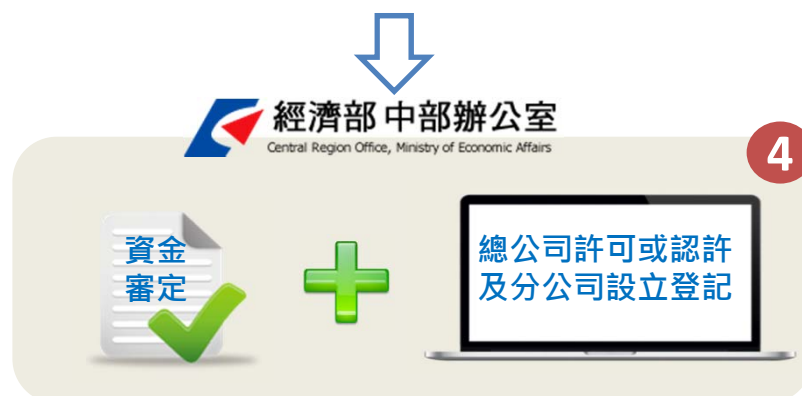 經濟部 中部辦公室
Central Region Office, Ministry of Economic Affairs
4
資金
審定
總公司許可或認許
及分公司設立登記